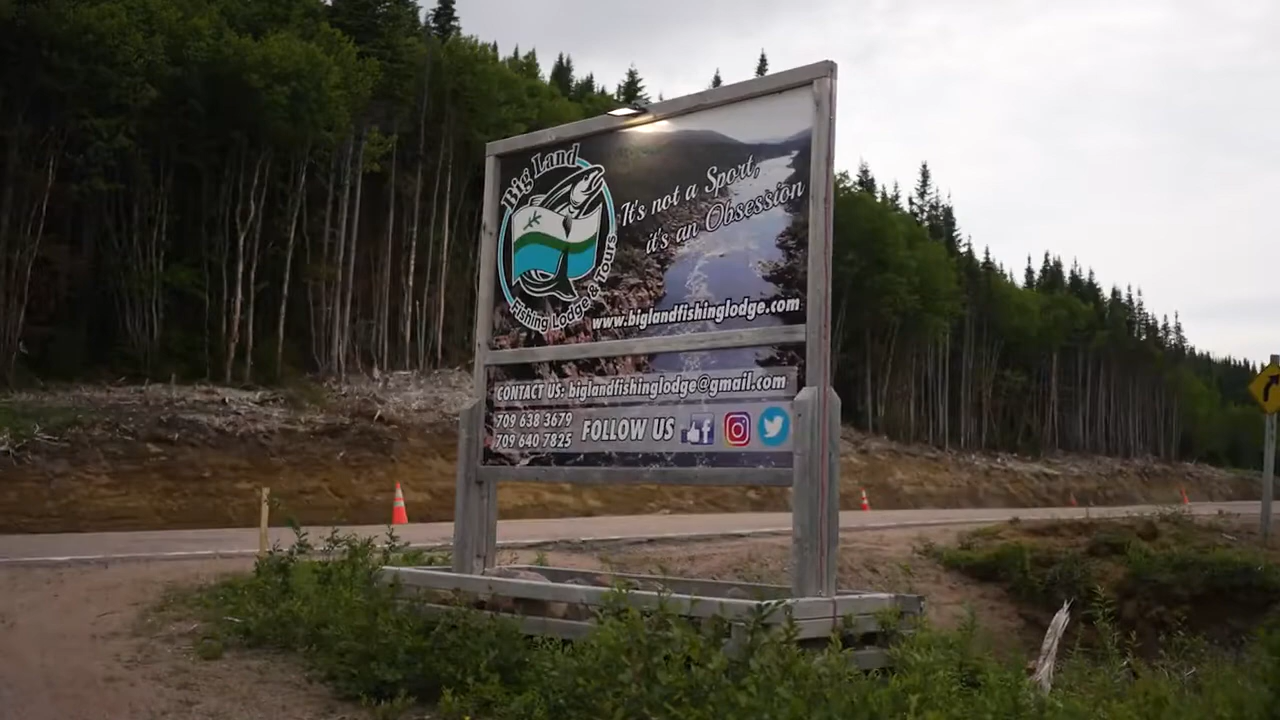 Big Land
Fishing Lodge & Tours
It's not a Sport,
it's an Obsession
www.biglandfishinglodge.com
CONTACT US: biglandfishinglodge@gmail.com
709 638 3679
709 640 7825
FOLLOW US